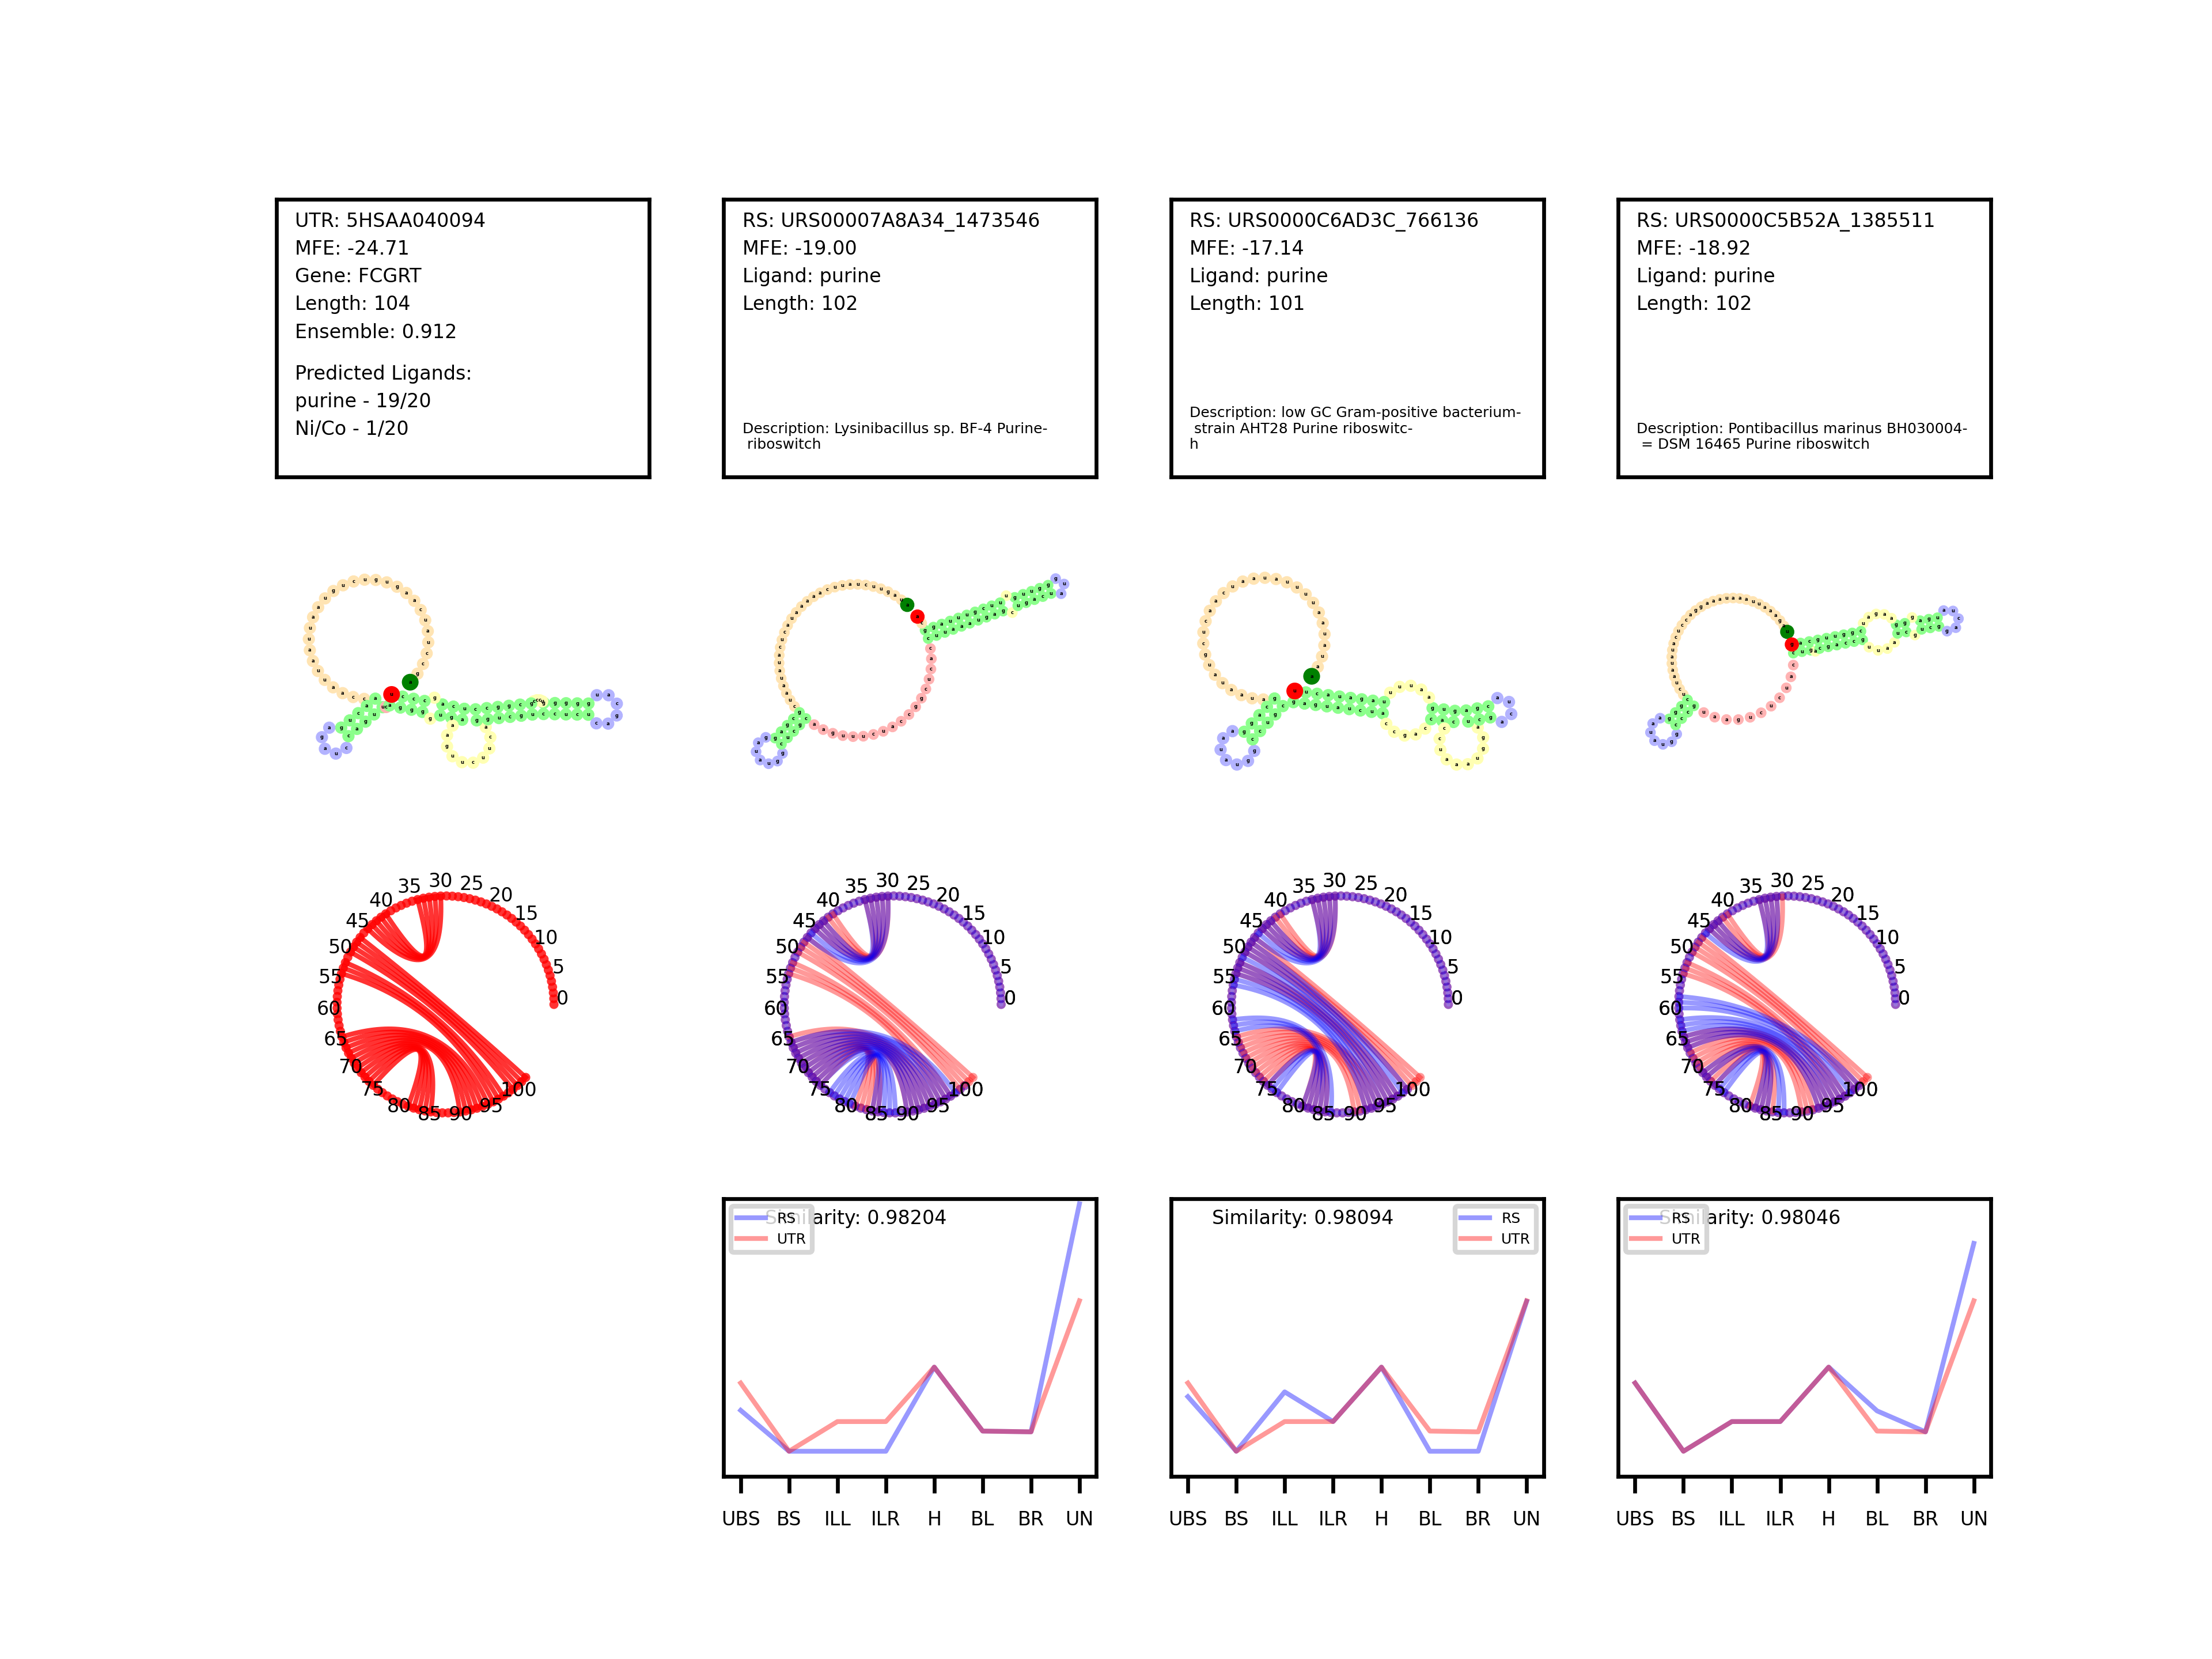 UTR: 5HSAA040094
MFE: -24.71
Gene: FCGRT
Length: 104
Ensemble: 0.912
Predicted Ligands:
purine - 19/20
Ni/Co - 1/20
RS: URS00007A8A34_1473546
MFE: -19.00
Ligand: purine
Length: 102
Description: Lysinibacillus sp. BF-4 Purine-
riboswitch
RS: URS0000C6AD3C_766136
MFE: -17.14
Ligand: purine
Length: 101
Description: low GC Gram-positive bacterium-
strain AHT28 Purine riboswitc-
h
RS: URS0000C5B52A_1385511
MFE: -18.92
Ligand: purine
Length: 102
Description: Pontibacillus marinus BH030004-
= DSM 16465 Purine riboswitch
0
5
10
15
20
25
30
35
40
45
50
55
60
65
70
75
80
85
90
95
100
0
5
10
15
20
25
30
35
40
45
50
55
60
65
70
75
80
85
90
95
100
0
5
10
15
20
25
30
35
40
45
50
55
60
65
70
75
80
85
90
95
100
0
5
10
15
20
25
30
35
40
45
50
55
60
65
70
75
80
85
90
95
100
Similarity: 0.98204
RS
UTR
UBS BS ILL ILR H BL BR UN
Similarity: 0.98094
RS
UTR
UBS BS ILL ILR H BL BR UN
Similarity: 0.98046
RS
UTR
UBS BS ILL ILR H BL BR UN